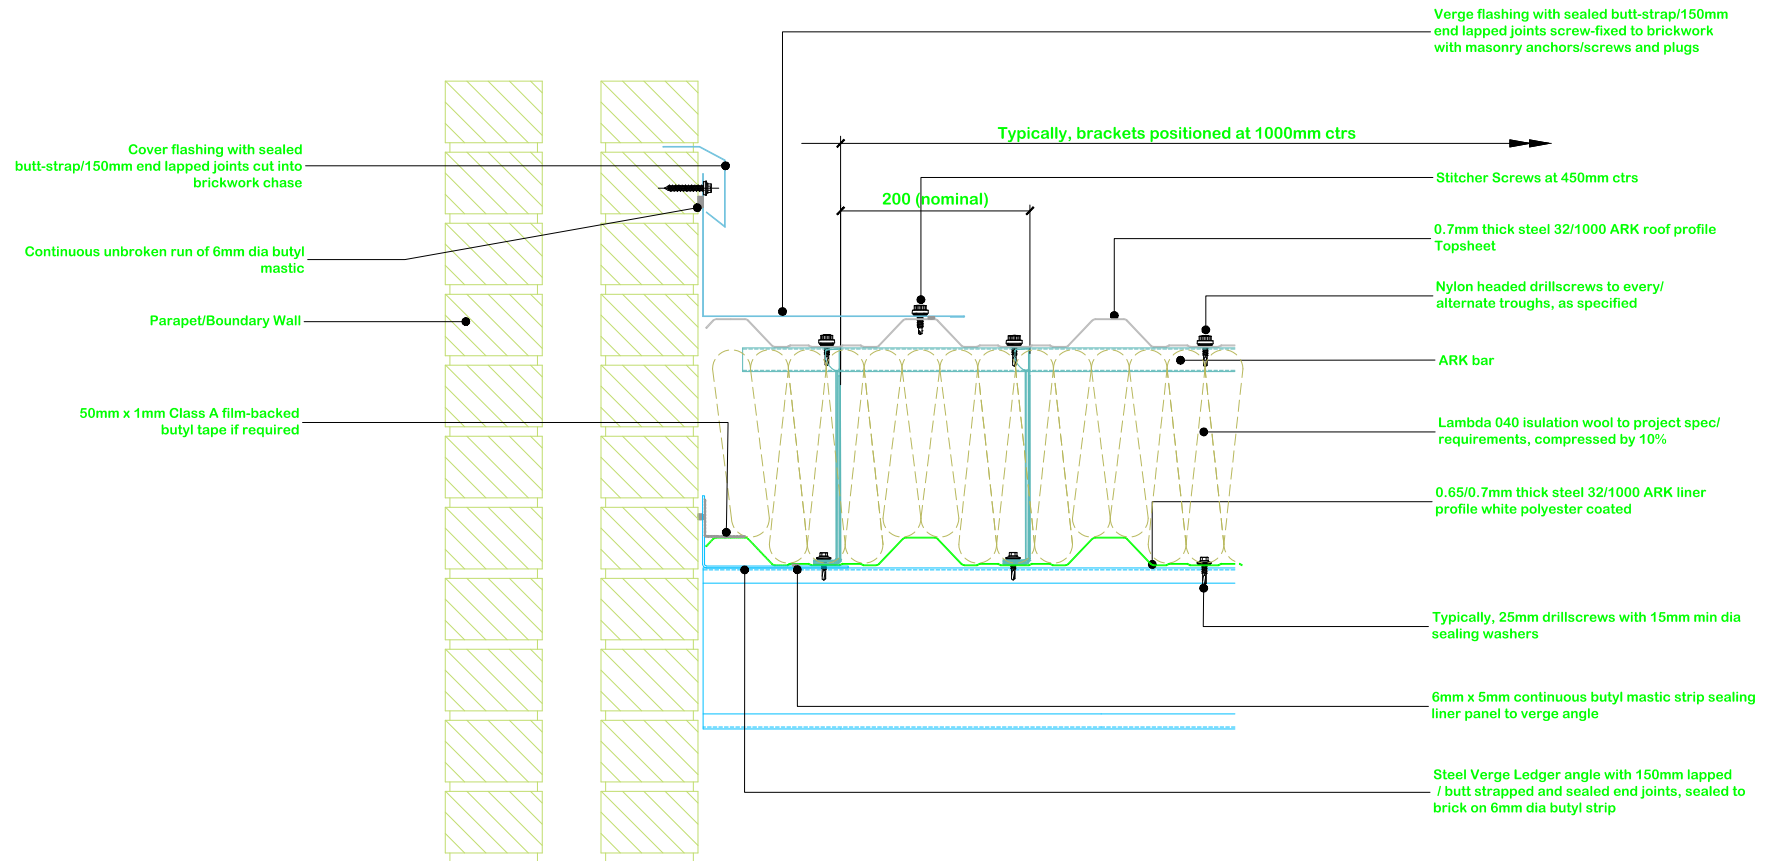 Verge flashing with sealed butt-strap/150mm
end lapped joints screw-fixed to brickwork
with masonry anchors/screws and plugs
Typically, brackets positioned at 1000mm ctrs
Cover flashing with sealed
butt-strap/150mm end lapped joints cut into
brickwork chase
Stitcher Screws at 450mm ctrs
200 (nominal)
0.7mm thick steel 32/1000 ARK roof profile
Topsheet
Continuous unbroken run of 6mm dia butyl
mastic
Nylon headed drillscrews to every/
alternate troughs, as specified
Parapet/Boundary Wall
ARK bar
50mm x 1mm Class A film-backed
butyl tape if required
Lambda 040 isulation wool to project spec/
requirements, compressed by 10%
0.65/0.7mm thick steel 32/1000 ARK liner
profile white polyester coated
Typically, 25mm drillscrews with 15mm min dia
sealing washers
6mm x 5mm continuous butyl mastic strip sealing
liner panel to verge angle
Steel Verge Ledger angle with 150mm lapped
/ butt strapped and sealed end joints, sealed to
brick on 6mm dia butyl strip